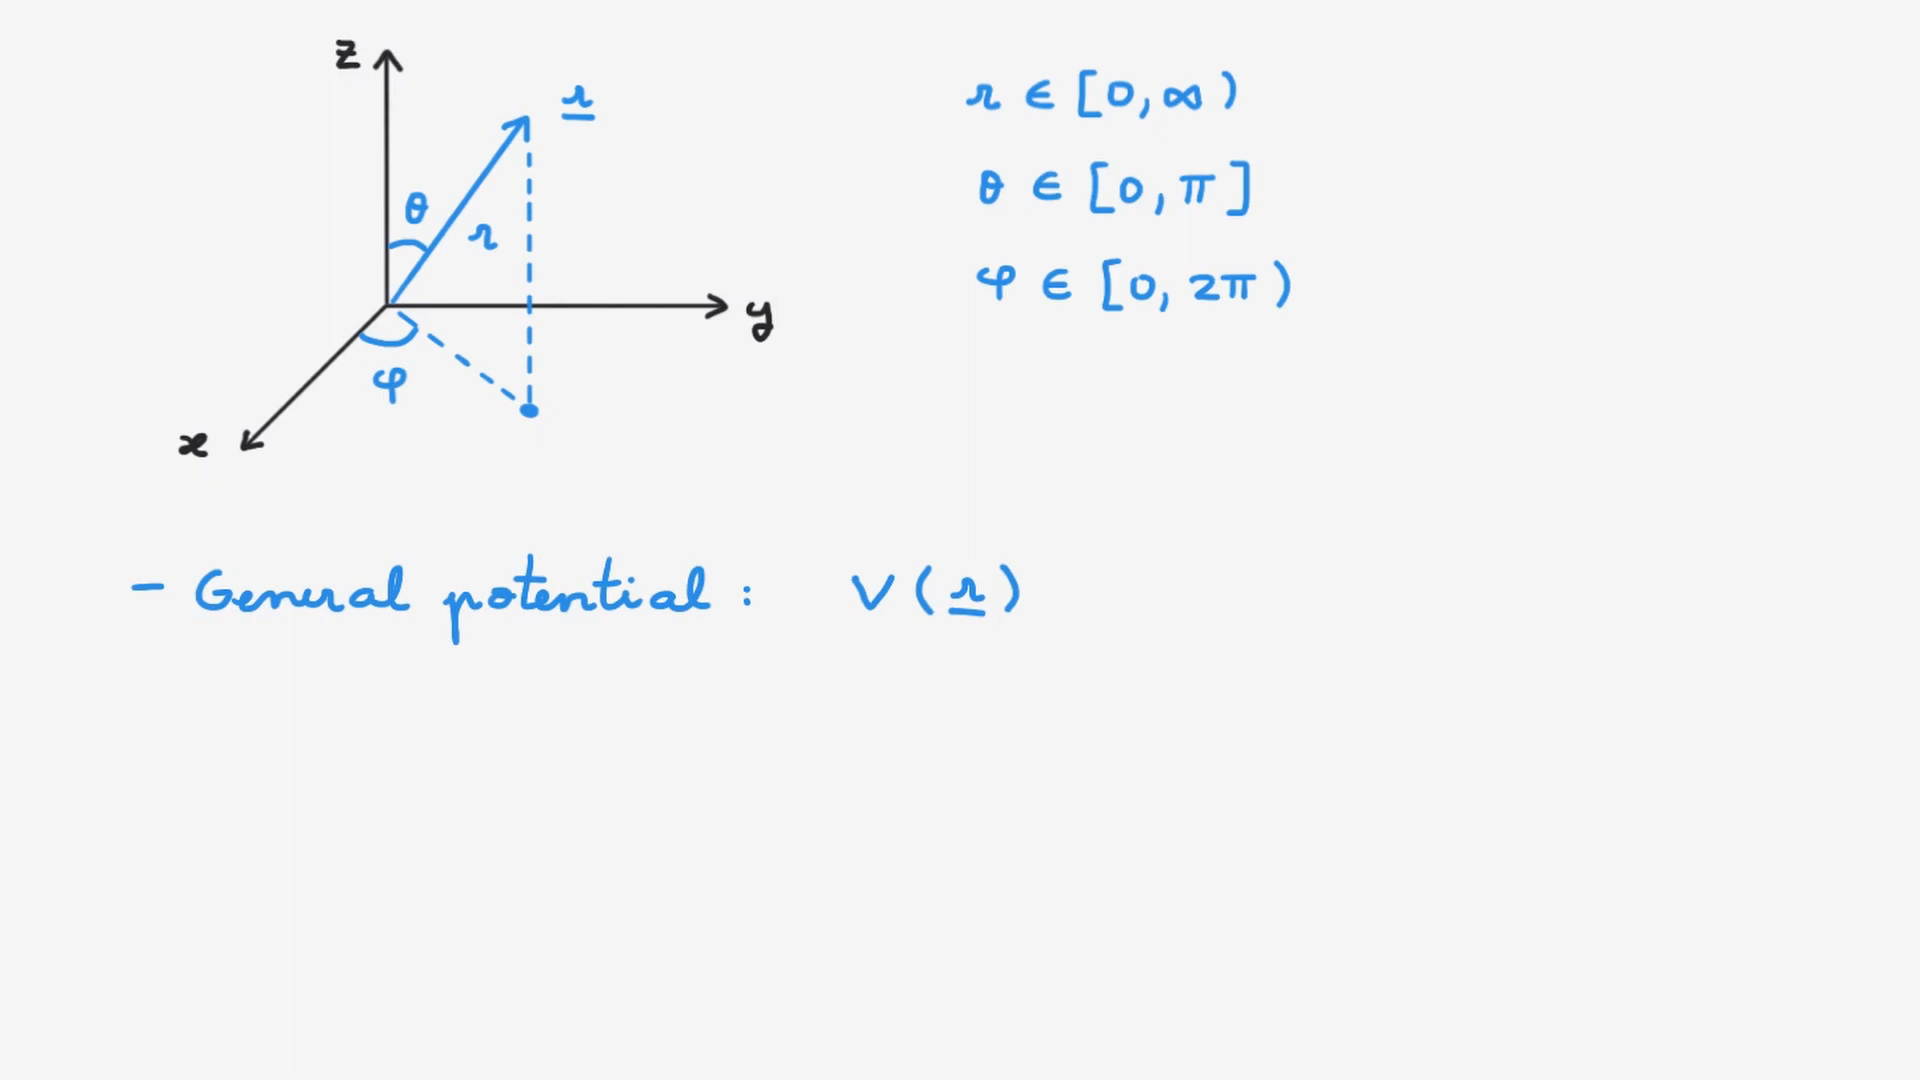 z
r
θ
r
y
φ
x
r ∈ [0, ∞)
θ ∈ [0, π]
φ ∈ [0, 2π)
- General potential : V(r)